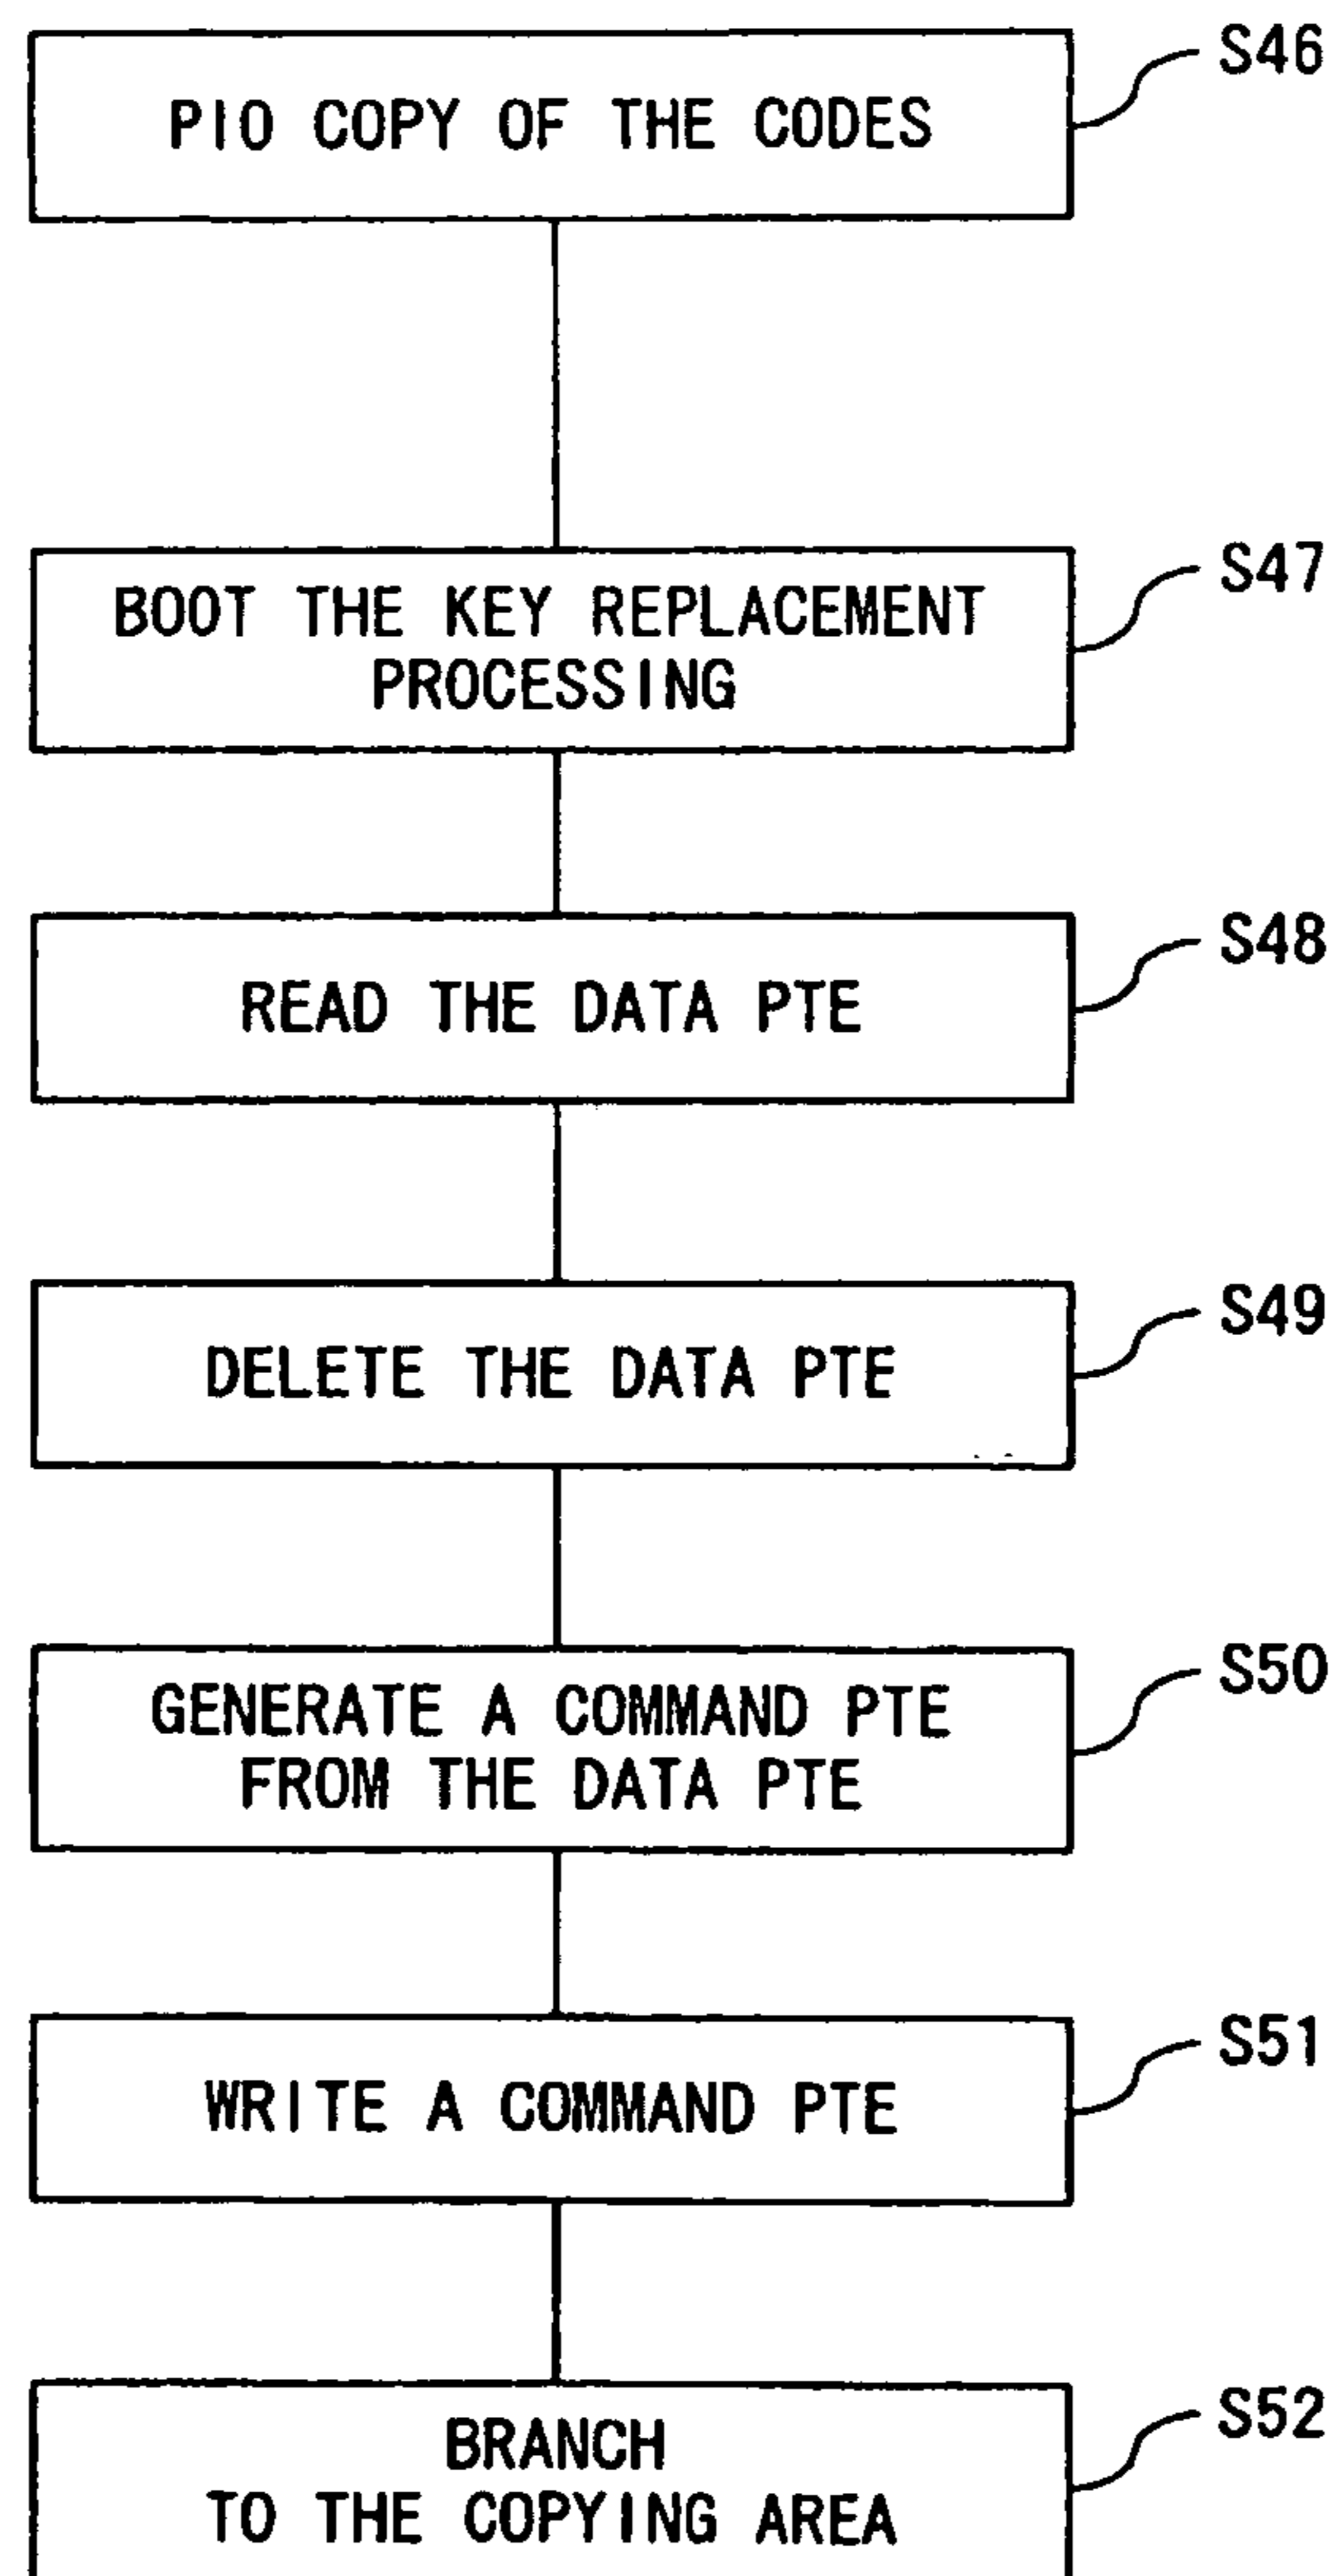 S46
PIO COPY OF THE CODES
S47
BOOT THE KEY REPLACEMENT
PROCESSING
S48
READ THE DATA PTE
S49
DELETE THE DATA PTE
S50
GENERATE A COMMAND PTE
FROM THE DATA PTE
S51
WRITE A COMMAND PTE
S52
BRANCH
TO THE COPYING AREA